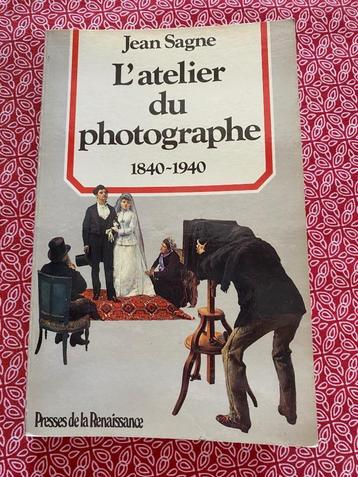 Jean Sagne
L'atelier
du
photographe
1840-1940
Presses de la Renaissance